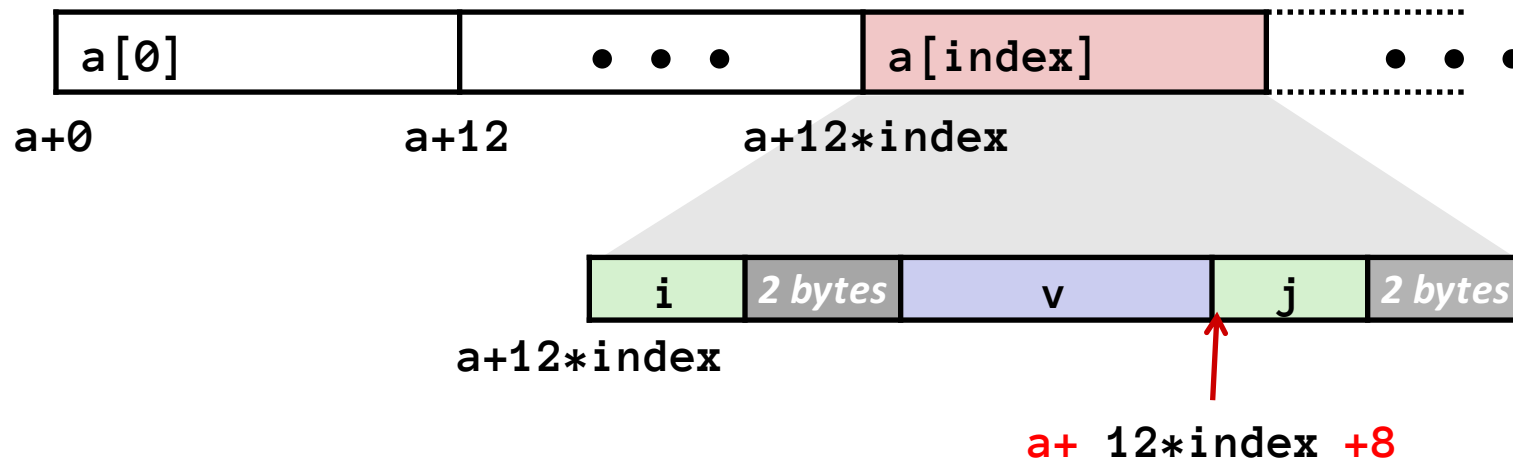 a[0] • • • a[index] • • •
a+0 a+12 a+12*index
i 2 bytes v j 2 bytes
a+12*index
a+ 12*index +8